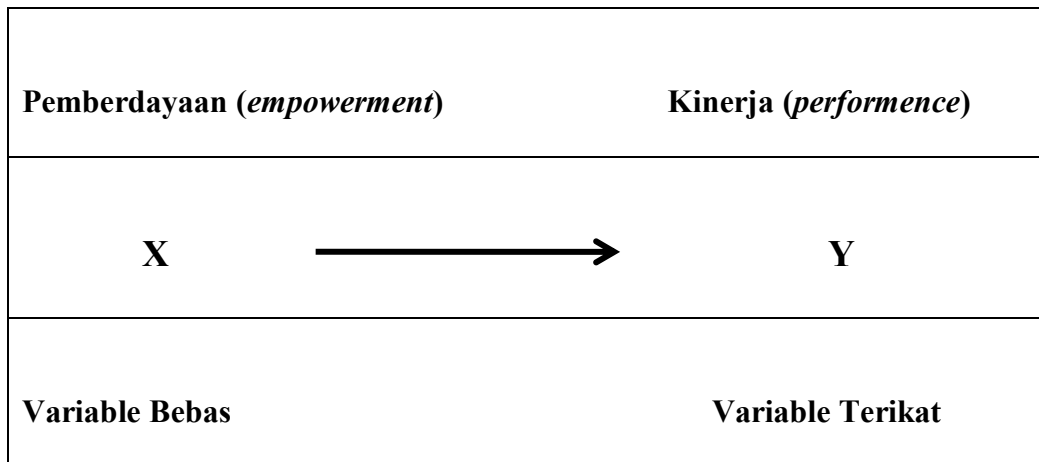 Pemberdayaan (empowerment) Kinerja (performence)
X Y
Variable Bebas Variable Terikat